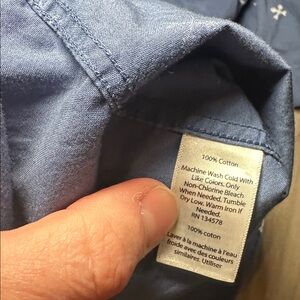 100% Cotton
Machine Wash Cold With
Like Colors. Only
Non-Chlorine Bleach
When Needed. Tumble
Dry Low. Warm Iron If
Needed.
RN 134578
100% coton
Laver à la machine à l'eau
froide avec des couleurs
similaires. Utiliser